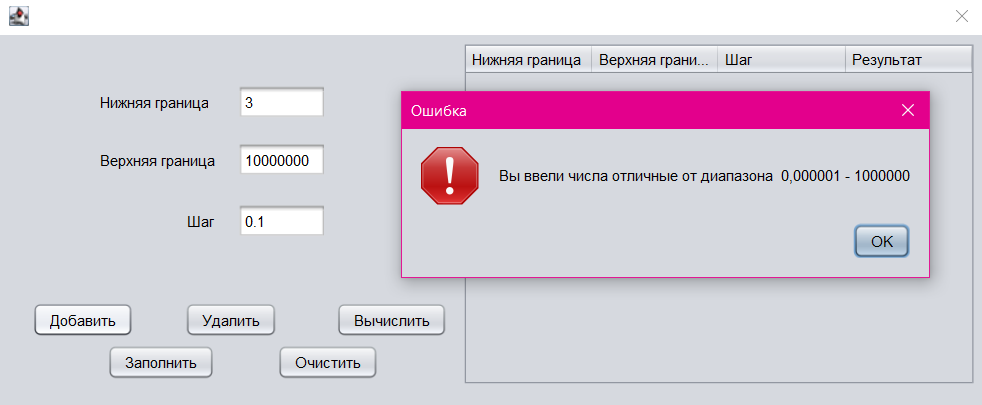 Нижняя граница 3
Верхняя граница 10000000
Шаг 0.1
Добавить Удалить Вычислить
Заполнить Очистить
Нижняя граница Верхняя грани... Шаг Результат
Ошибка
Вы ввели числа отличные от диапазона 0,000001 - 1000000
OK